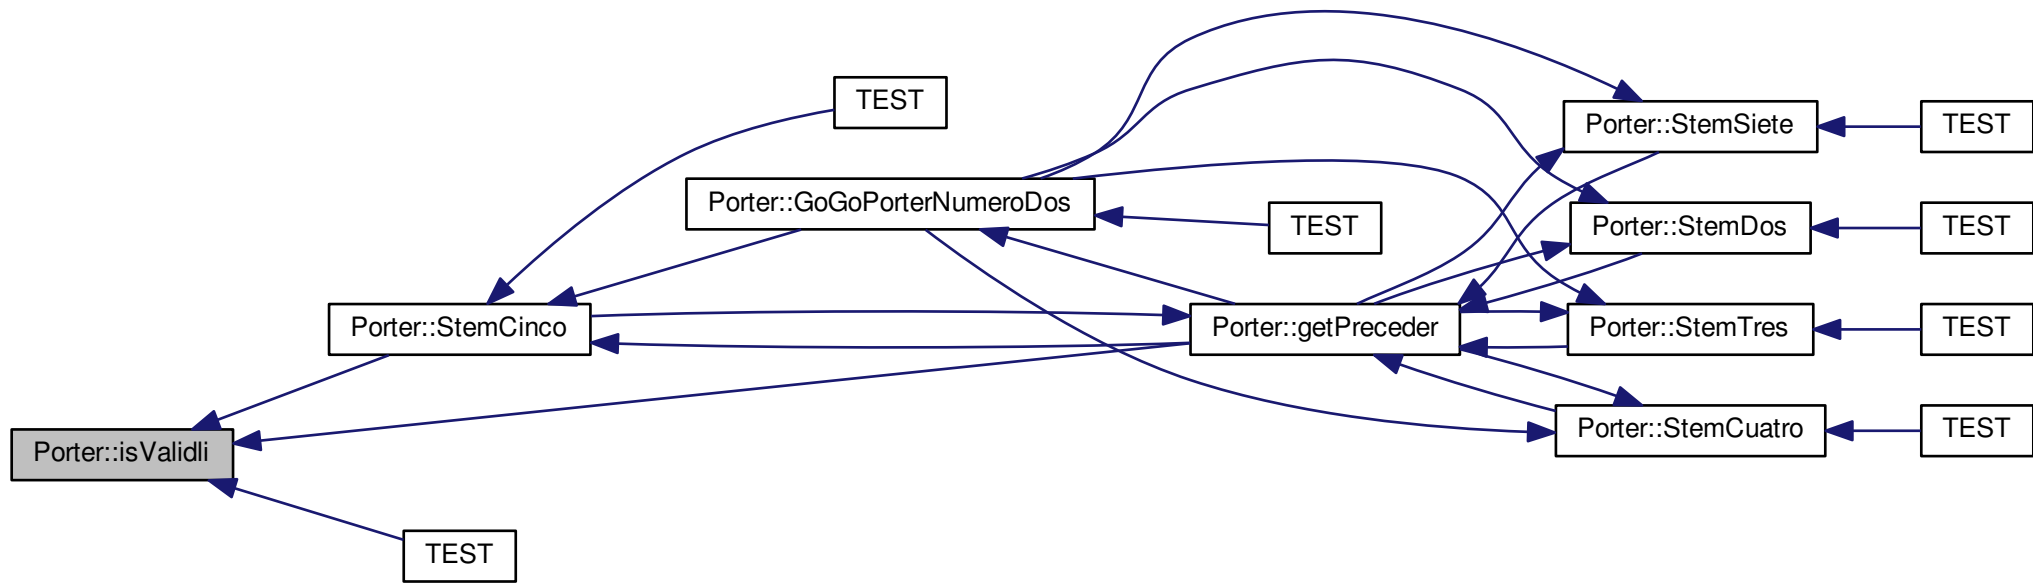 TEST
Porter::StemSiete
TEST
Porter::GoGoPorterNumeroDos
TEST
Porter::StemDos
TEST
Porter::StemCinco
Porter::getPreceder
Porter::StemTres
TEST
Porter::isValidli
Porter::StemCuatro
TEST
TEST